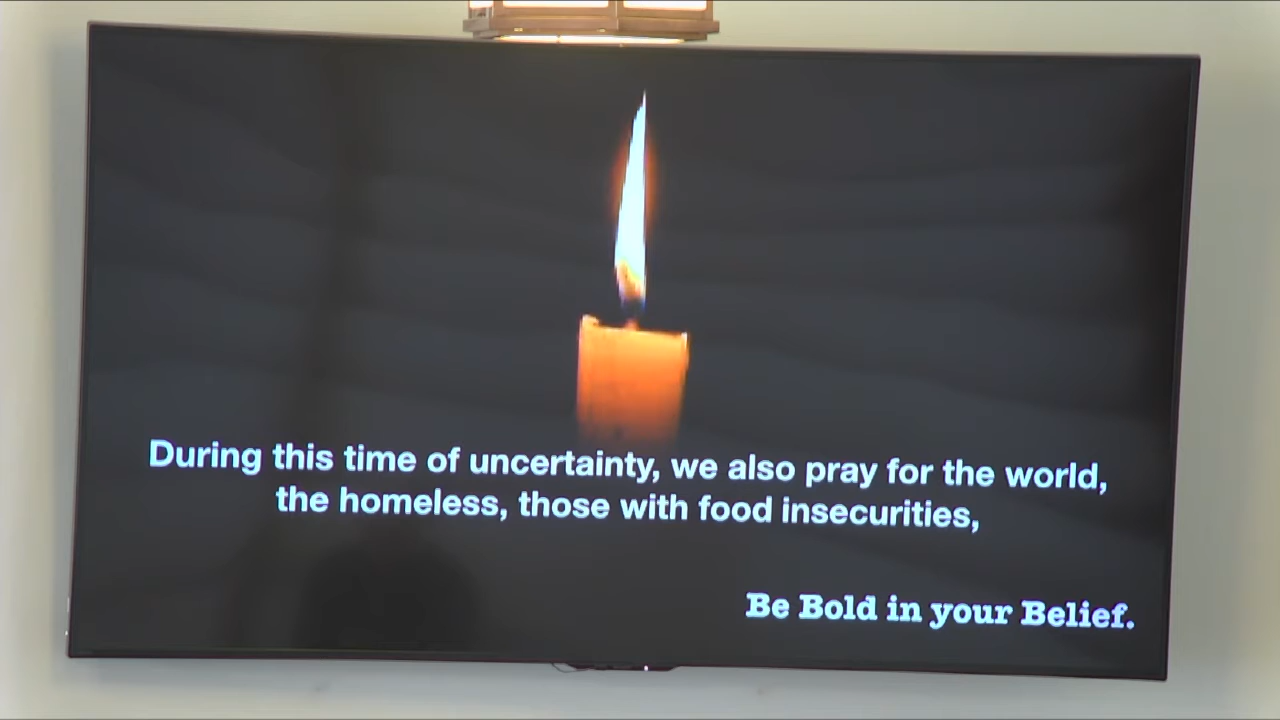 During this time of uncertainty, we also pray for the world,
the homeless, those with food insecurities,
Be Bold in your Belief.